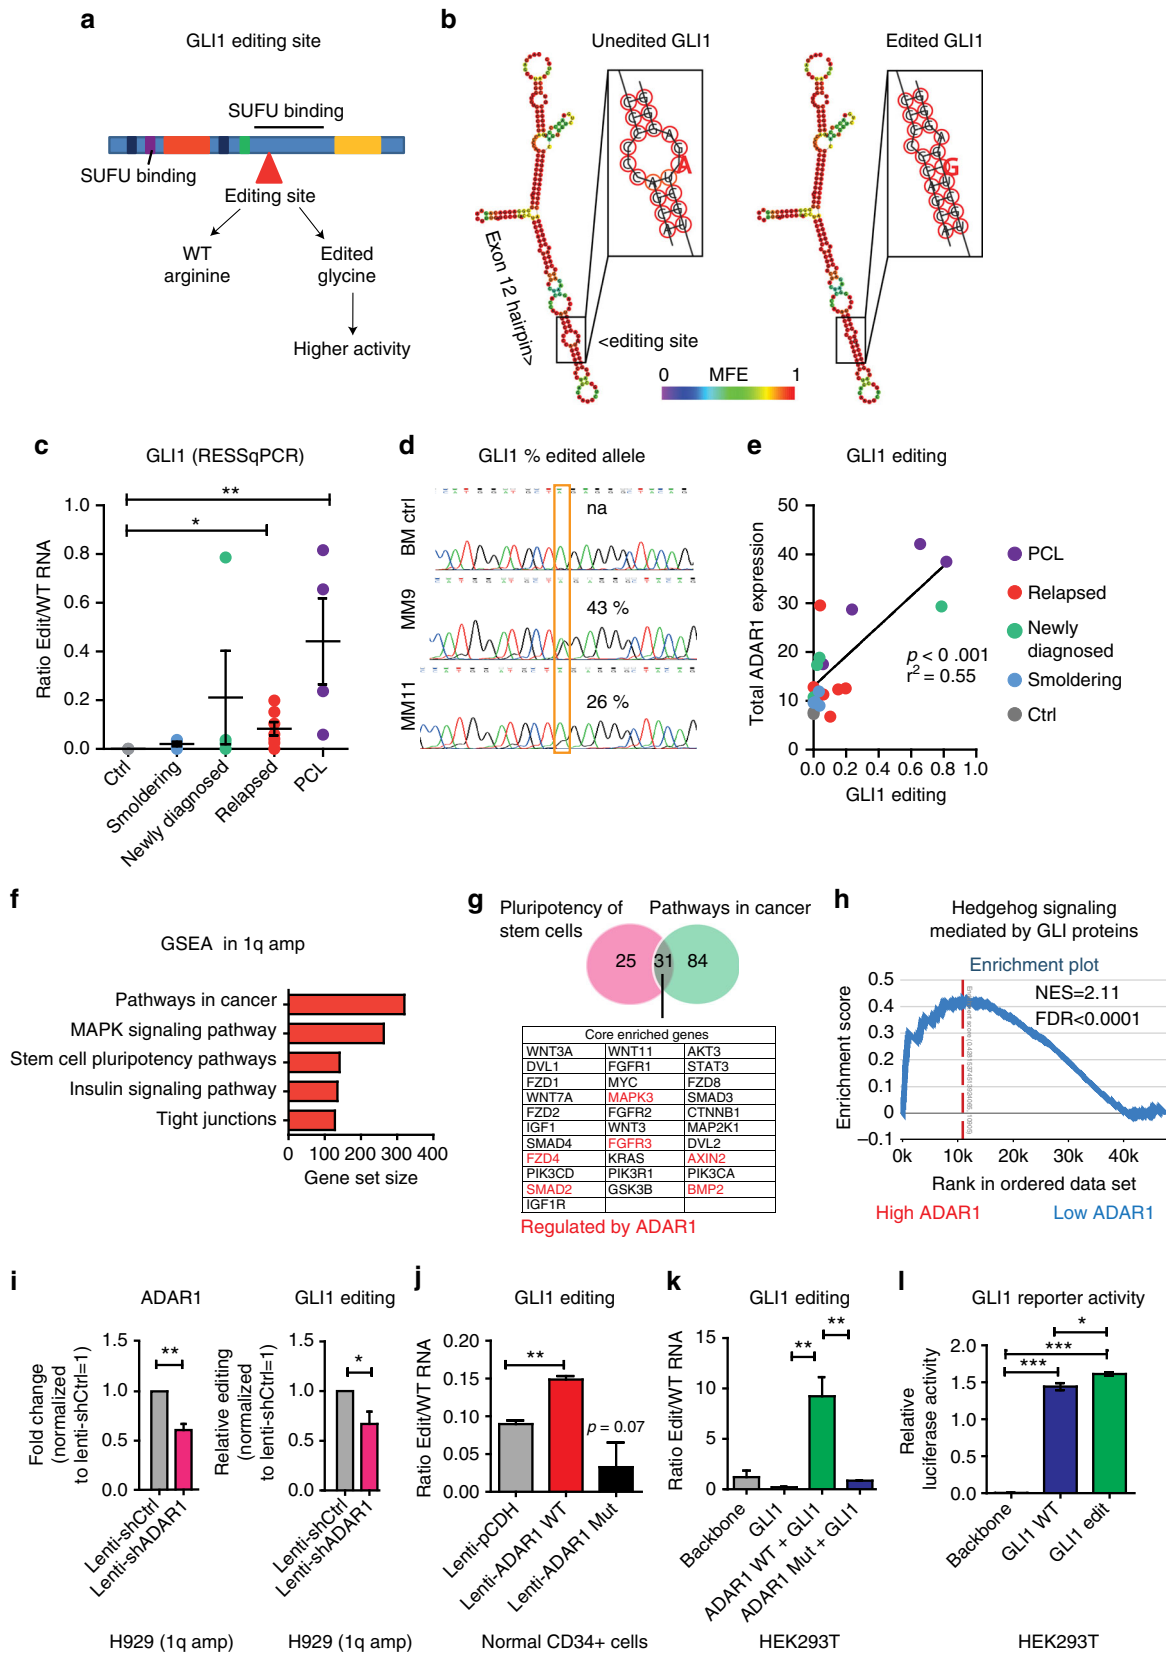 a
GLI1 editing site
SUFU binding
SUFU binding
Editing site
WT
arginine
Edited
glycine
Higher activity
b
Unedited GLI1
Edited GLI1
A
G
Exon 12 hairpin>
<editing site
0 MFE 1
c
GLI1 (RESSqPCR)
Ratio Edit/WT RNA
1.0
0.8
0.6
0.4
0.2
0.0
**
*
Ctrl
Smoldering
Newly diagnosed
Relapsed
PCL
d
GLI1 % edited allele
BM ctrl
na
MM9
43 %
MM11
26 %
e
GLI1 editing
Total ADAR1 expression
50
40
30
20
10
0
0.0 0.2 0.4 0.6 0.8 1.0
GLI1 editing
p < 0 .001
r2 = 0.55
PCL
Relapsed
Newly
diagnosed
Smoldering
Ctrl
f
GSEA in 1q amp
Pathways in cancer
MAPK signaling pathway
Stem cell pluripotency pathways
Insulin signaling pathway
Tight junctions
0 100 200 300 400
Gene set size
g
Pluripotency of
stem cells
Pathways in cancer
25 31 84
Core enriched genes
WNT3A WNT11 AKT3
DVL1 FGFR1 STAT3
FZD1 MYC FZD8
WNT7A MAPK3 SMAD3
FZD2 FGFR2 CTNNB1
IGF1 WNT3 MAP2K1
SMAD4 FGFR3 DVL2
FZD4 KRAS AXIN2
PIK3CD PIK3R1 PIK3CA
SMAD2 GSK3B BMP2
IGF1R
Regulated by ADAR1
h
Hedgehog signaling
mediated by GLI proteins
Enrichment plot
NES=2.11
FDR<0.0001
Enrichment score
0.5
0.4
0.3
0.2
0.1
0
–0.1
0k 10k 20k 30k 40k
Rank in ordered data set
High ADAR1 Low ADAR1
i
ADAR1
Fold change
(normalized
to lenti-shCtrl=1)
1.5
1.0
0.5
0.0
**
Lenti-shCtrl
Lenti-shADAR1
H929 (1q amp)
GLI1 editing
Relative editing
(normalized
to lenti-shCtrl=1)
1.5
1.0
0.5
0.0
*
Lenti-shCtrl
Lenti-shADAR1
H929 (1q amp)
j
GLI1 editing
Ratio Edit/WT RNA
0.20
0.15
0.10
0.05
0.00
**
p = 0.07
Lenti-pCDH
Lenti-ADAR1 WT
Lenti-ADAR1 Mut
Normal CD34+ cells
k
GLI1 editing
Ratio Edit/WT RNA
15
10
5
0
**
**
Backbone
GLI1
ADAR1 WT + GLI1
ADAR1 Mut + GLI1
HEK293T
l
GLI1 reporter activity
Relative
luciferase activity
2.0
1.5
1.0
0.5
0.0
*
***
***
Backbone
GLI1 WT
GLI1 edit
HEK293T